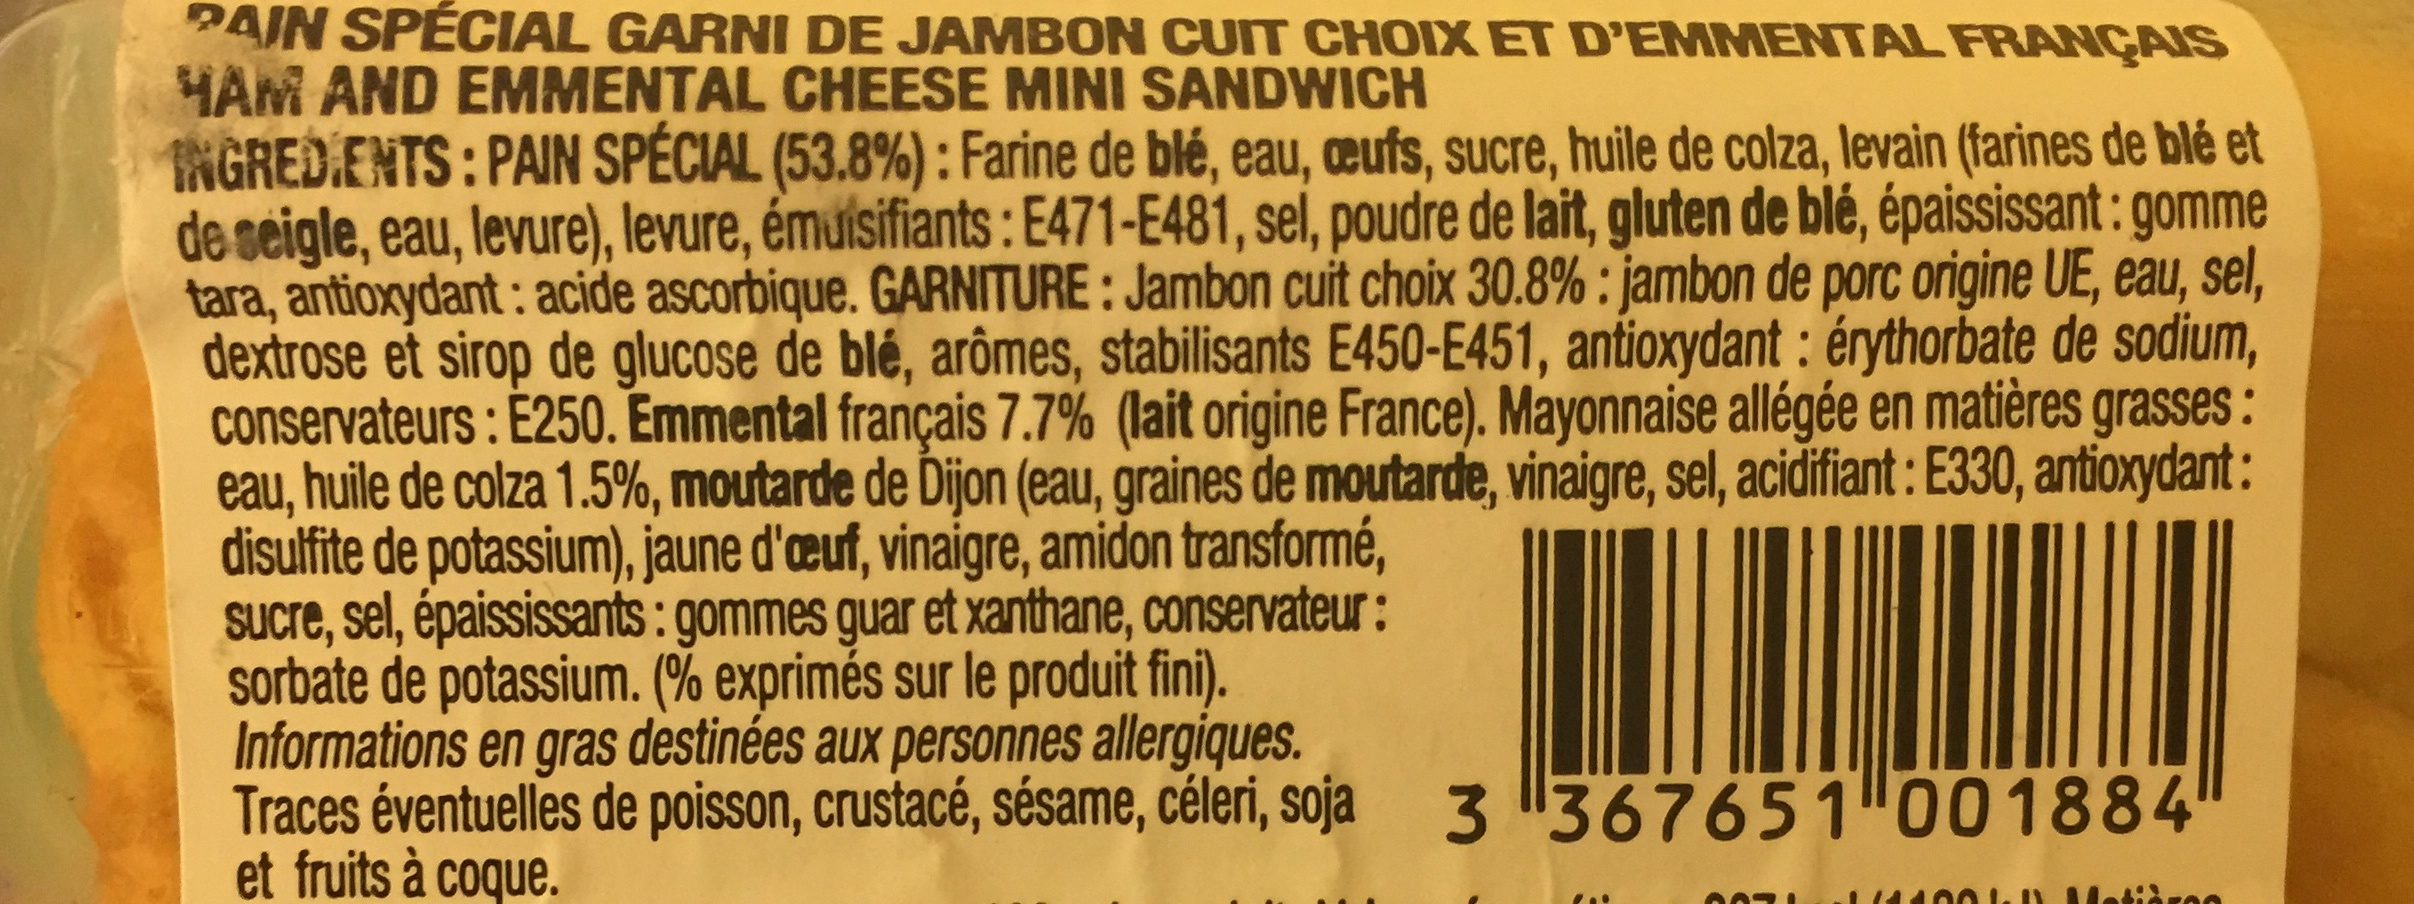 PAIN SPÉCIAL GARNI DE JAMBON CUIT CHOIX ET D'EMMENTAL FRANÇAIS
HAM AND EMMENTAL CHEESE MINI SANDWICH
INGREDIENTS : PAIN SPÉCIAL (53.8%) : Farine de blé, eau, œufs, sucre, huile de colza, levain (farines de blé et
de seigle, eau, levure), levure, émulsifiants : E471-E481, sel, poudre de lait, gluten de blé, épaississant : gomme
tara, antioxydant : acide ascorbique. GARNITURE : Jambon cuit choix 30.8% : jambon de porc origine UE, eau, sel,
dextrose et sirop de glucose de blé, arômes, stabilisants E450-E451, antioxydant : érythorbate de sodium,
conservateurs : E250. Emmental français 7.7% (lait origine France). Mayonnaise allégée en matières grasses :
eau, huile de colza 1.5%, moutarde de Dijon (eau, graines de moutarde, vinaigre, sel, acidifiant : E330, antioxydant :
disulfite de potassium), jaune d'œuf, vinaigre, amidon transformé,
sucre, sel, épaississants : gommes guar et xanthane, conservateur :
sorbate de potassium. (% exprimés sur le produit fini).
Informations en gras destinées aux personnes allergiques.
Traces éventuelles de poisson, crustacé, sésame, céleri, soja
et fruits à coque.
3 367651 001884